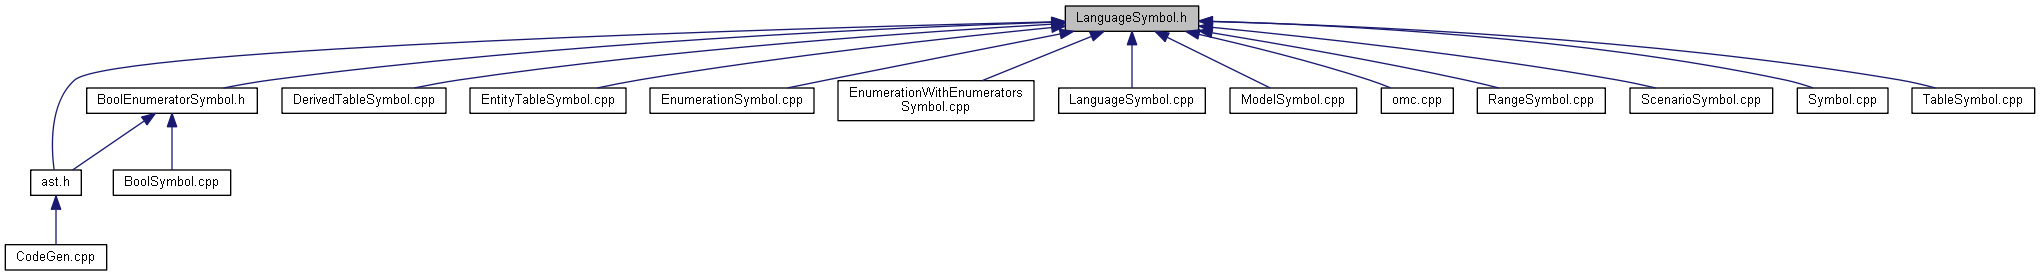 LanguageSymbol.h
BoolEnumeratorSymbol.h
DerivedTableSymbol.cpp
EntityTableSymbol.cpp
EnumerationSymbol.cpp
EnumerationWithEnumerators
Symbol.cpp
LanguageSymbol.cpp
ModelSymbol.cpp
omc.cpp
RangeSymbol.cpp
ScenarioSymbol.cpp
Symbol.cpp
TableSymbol.cpp
ast.h
BoolSymbol.cpp
CodeGen.cpp